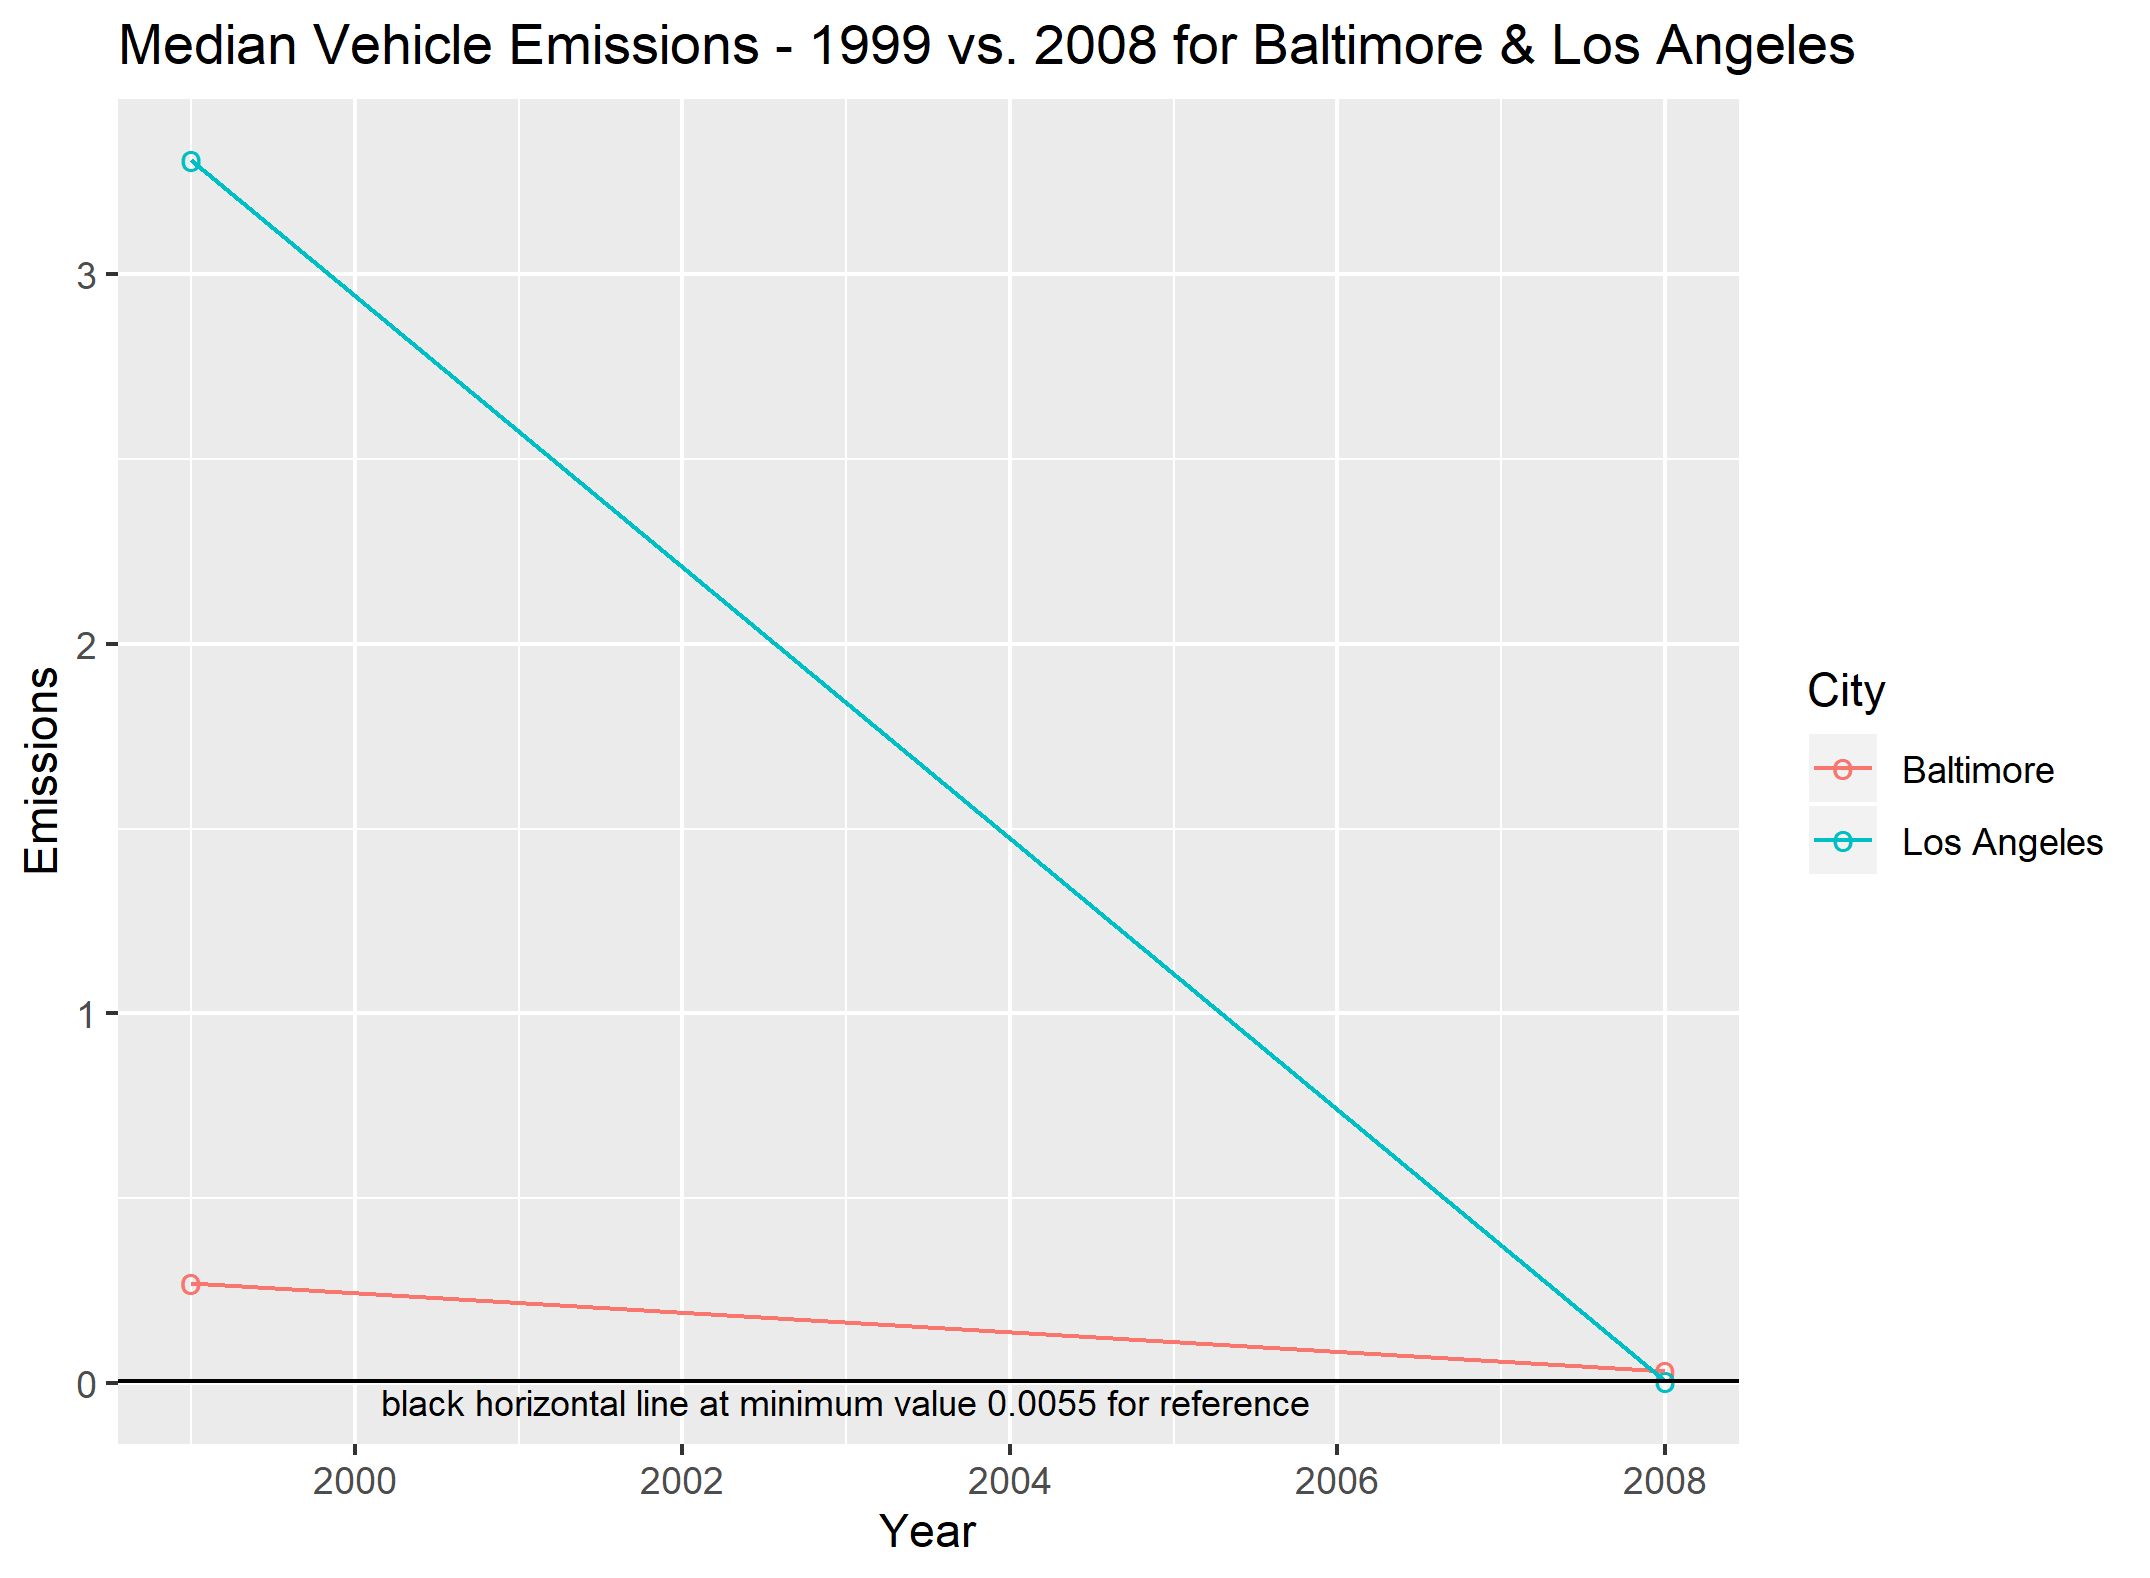 Median Vehicle Emissions - 1999 vs. 2008 for Baltimore & Los Angeles
3
2
1
0
Emissions
black horizontal line at minimum value 0.0055 for reference
2000 2002 2004 2006 2008
Year
City
Baltimore
Los Angeles